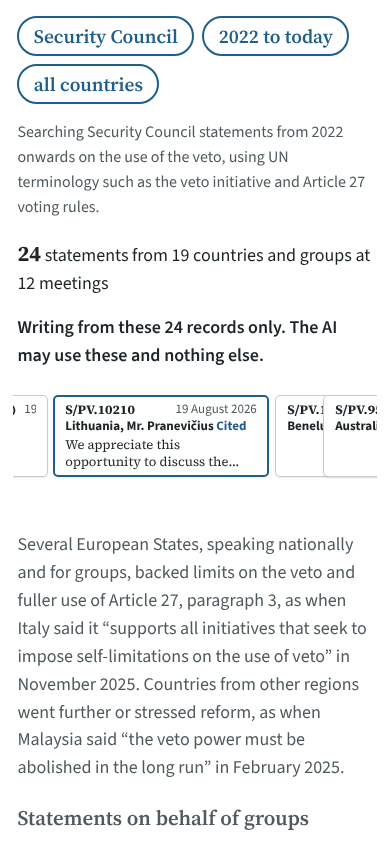 Security Council
2022 to today
all countries
Searching Security Council statements from 2022
onwards on the use of the veto, using UN
terminology such as the veto initiative and Article 27
voting rules.
24 statements from 19 countries and groups at
12 meetings
Writing from these 24 records only. The AI
may use these and nothing else.
19
S/PV.10210 19 August 2026
Lithuania, Mr. Pranevičius Cited
We appreciate this
opportunity to discuss the...
Several European States, speaking nationally
and for groups, backed limits on the veto and
fuller use of Article 27, paragraph 3, as when
Italy said it “supports all initiatives that seek to
impose self-limitations on the use of veto” in
November 2025. Countries from other regions
went further or stressed reform, as when
Malaysia said “the veto power must be
abolished in the long run” in February 2025.
Statements on behalf of groups